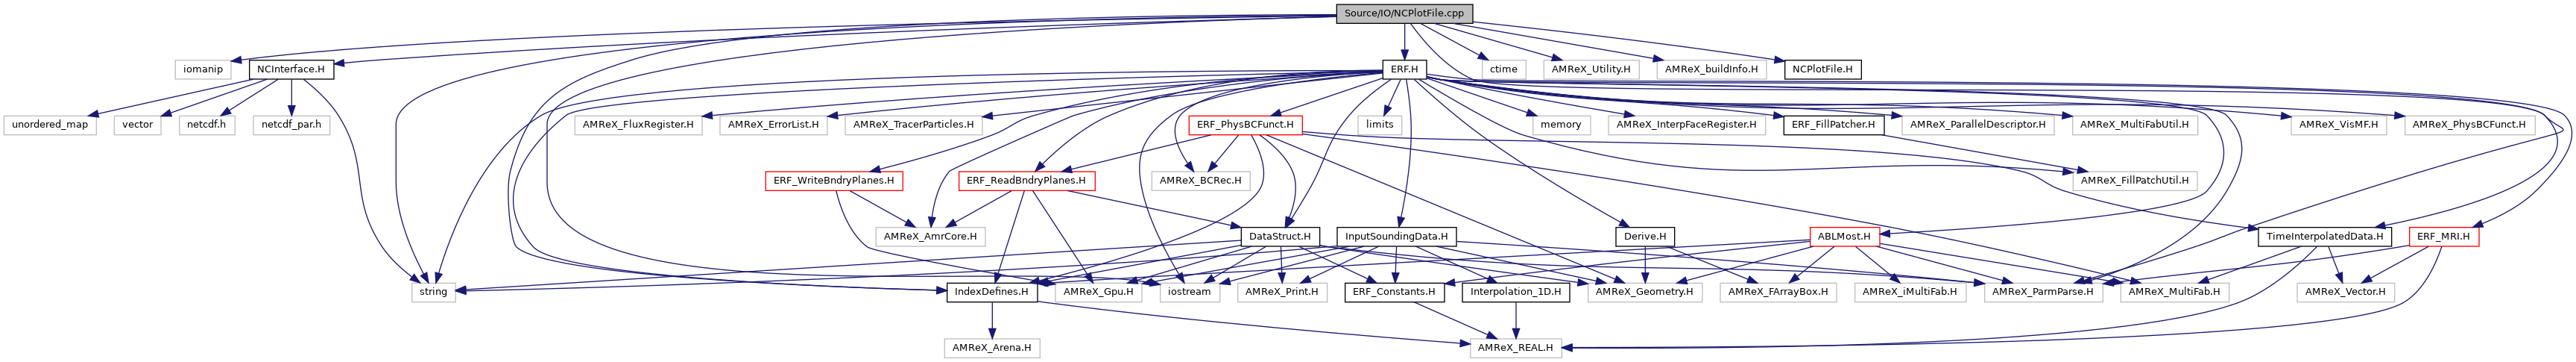 Source/IO/NCPlotFile.cpp
iomanip
NCInterface.H
ERF.H
ctime
AMReX_Utility.H
AMReX_buildInfo.H
NCPlotFile.H
unordered_map
vector
netcdf.h
netcdf_par.h
AMReX_FluxRegister.H
AMReX_ErrorList.H
AMReX_TracerParticles.H
ERF_PhysBCFunct.H
limits
memory
AMReX_InterpFaceRegister.H
ERF_FillPatcher.H
AMReX_ParallelDescriptor.H
AMReX_MultiFabUtil.H
AMReX_VisMF.H
AMReX_PhysBCFunct.H
ERF_WriteBndryPlanes.H
ERF_ReadBndryPlanes.H
AMReX_BCRec.H
AMReX_FillPatchUtil.H
AMReX_AmrCore.H
DataStruct.H
InputSoundingData.H
Derive.H
ABLMost.H
TimeInterpolatedData.H
ERF_MRI.H
string
IndexDefines.H
AMReX_Gpu.H
iostream
AMReX_Print.H
ERF_Constants.H
Interpolation_1D.H
AMReX_Geometry.H
AMReX_FArrayBox.H
AMReX_iMultiFab.H
AMReX_ParmParse.H
AMReX_MultiFab.H
AMReX_Vector.H
AMReX_Arena.H
AMReX_REAL.H